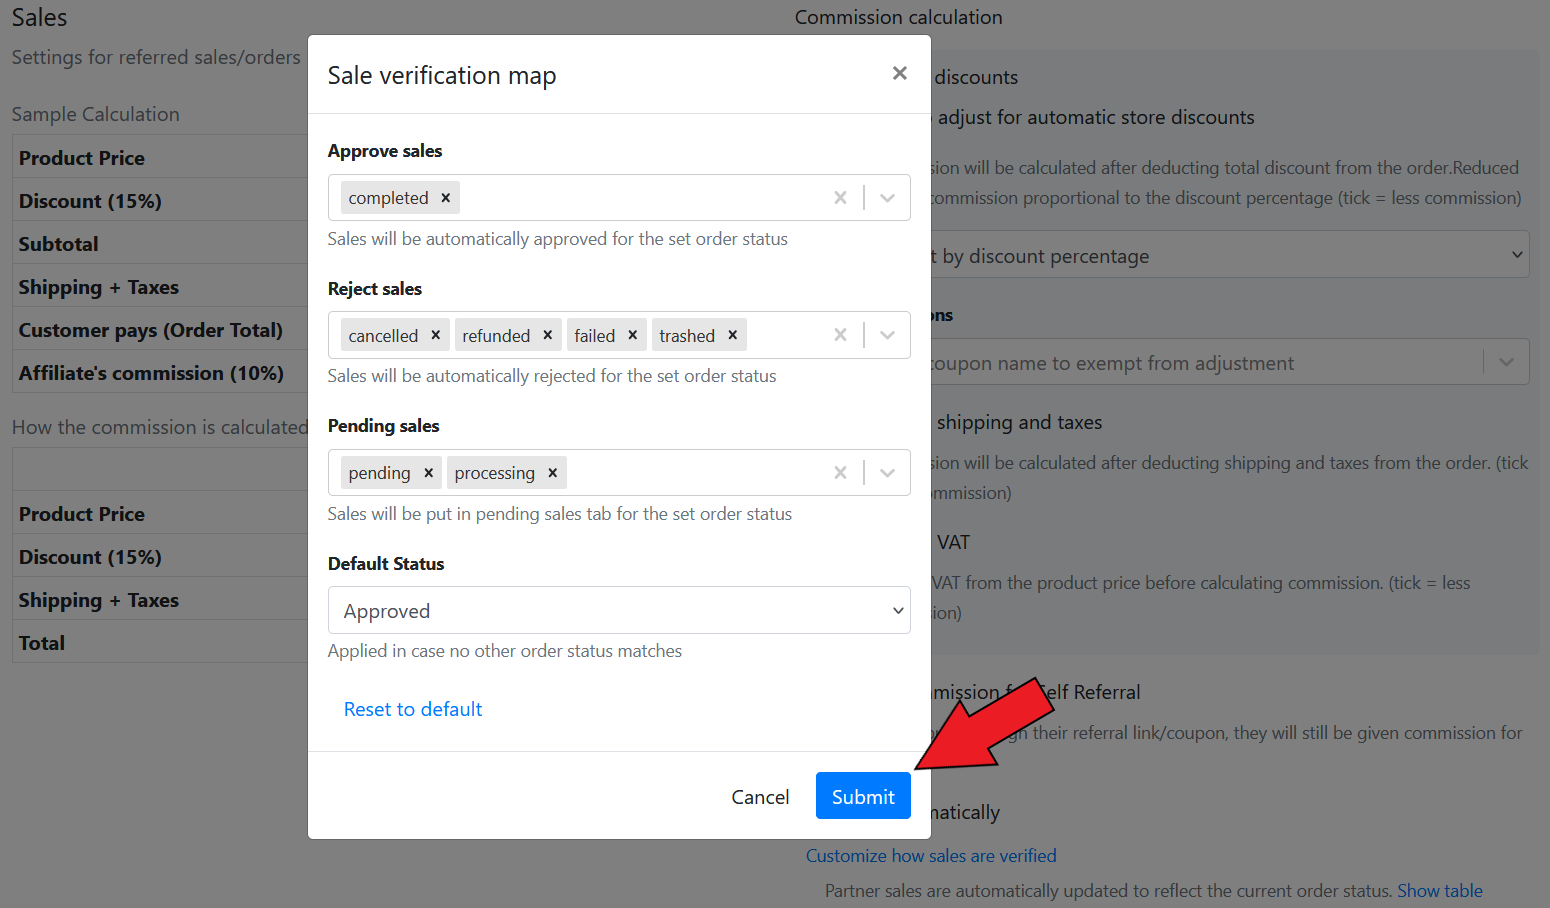 Sales
Settings for referred sales/orders
Sample Calculation
Product Price
Discount (15%)
Subtotal
Shipping + Taxes
Customer pays (Order Total)
Affiliate's commission (10%)
How the commission is calculated
Product Price
Discount (15%)
Shipping + Taxes
Total
Sale verification map
Approve sales
completed
Sales will be automatically approved for the set order status
Reject sales
cancelled refunded failed trashed
Sales will be automatically rejected for the set order status
Pending sales
pending processing
Sales will be put in pending sales tab for the set order status
Default Status
Approved
Applied in case no other order status matches
Reset to default
Cancel Submit
Commission calculation
discounts
adjust for automatic store discounts
will be calculated after deducting total discount from the order.Reduced
commission proportional to the discount percentage (tick = less commission)
by discount percentage
coupon name to exempt from adjustment
shipping and taxes
will be calculated after deducting shipping and taxes from the order. (tick
VAT
VAT from the product price before calculating commission. (tick = less
Self Referral
their referral link/coupon, they will still be given commission for
Customize how sales are verified
Partner sales are automatically updated to reflect the current order status. Show table